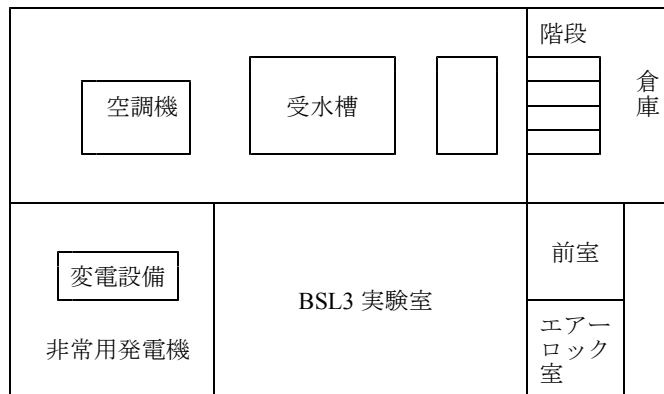 階段
倉
庫
空調機
受水槽
変電設備
非常用発電機
BSL3 実験室
前室
エアー
ロック
室